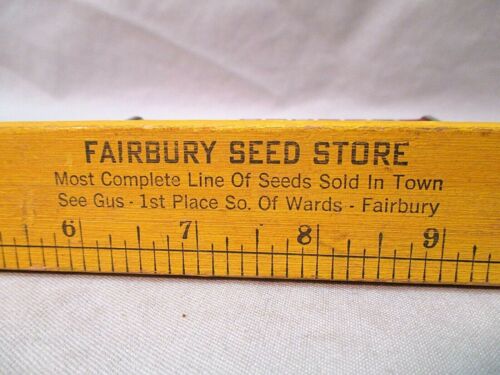 FAIRBURY SEED STORE
Most Complete Line Of Seeds Sold In Town
See Gus - 1st Place So. Of Wards - Fairbury
6 7 8 9